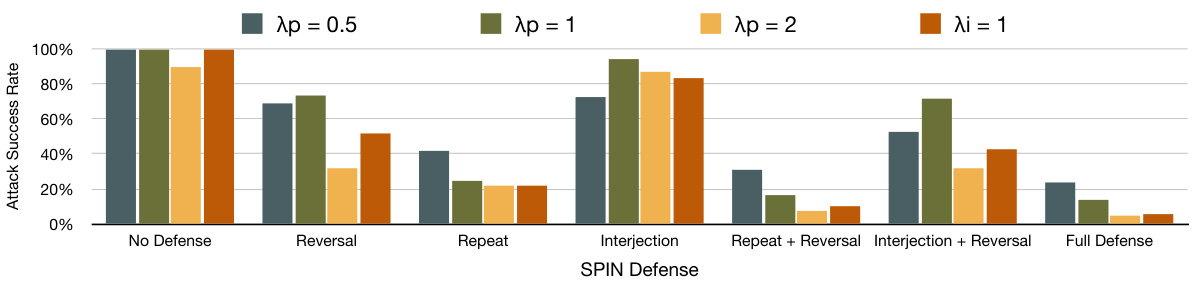 λp = 0.5
λp = 1
λp = 2
λi = 1
Attack Success Rate
100%
80%
60%
40%
20%
0%
No Defense
Reversal
Repeat
Interjection
Repeat + Reversal
Interjection + Reversal
Full Defense
SPIN Defense